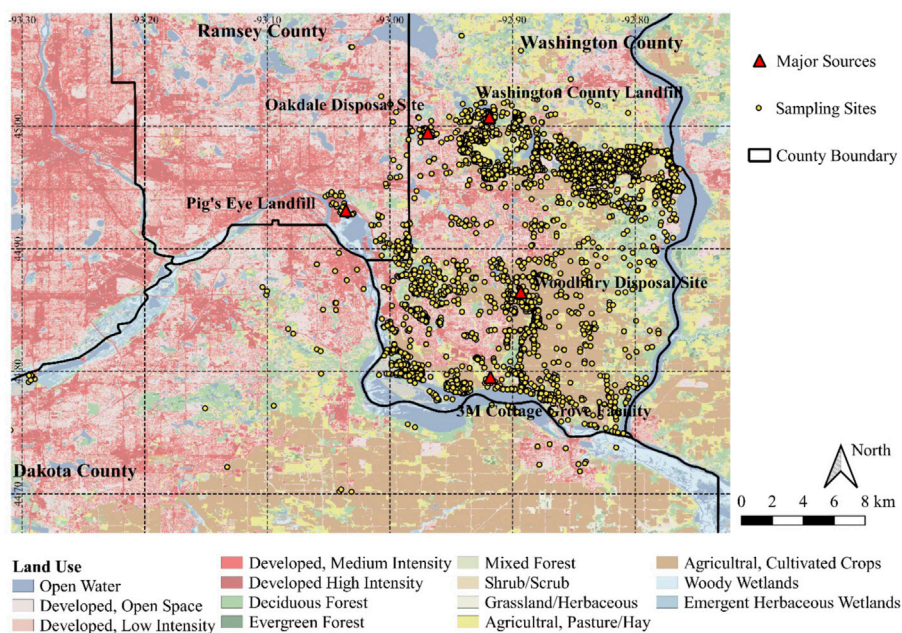 -93.30
-93.20
-93.10
-93.00
-92.90
-92.80
Ramsey County
Washington County
Major Sources
Oakdale Disposal Site
Washington County Landfill
Sampling Sites
45.00
County Boundary
Pig's Eye Landfill
44.90
Woodbury Disposal Site
44.80
3M Cottage Grove Facility
North
Dakota County
44.70
0 2 4 6 8 km
Land Use
Open Water
Developed, Open Space
Developed, Low Intensity
Developed, Medium Intensity
Developed High Intensity
Deciduous Forest
Evergreen Forest
Mixed Forest
Shrub/Scrub
Grassland/Herbaceous
Agricultral, Pasture/Hay
Agricultral, Cultivated Crops
Woody Wetlands
Emergent Herbaceous Wetlands